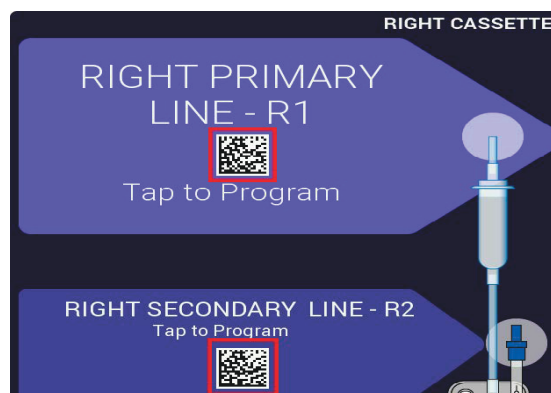 RIGHT CASSETTE
RIGHT PRIMARY
LINE - R1
Tap to Program
RIGHT SECONDARY LINE - R2
Tap to Program